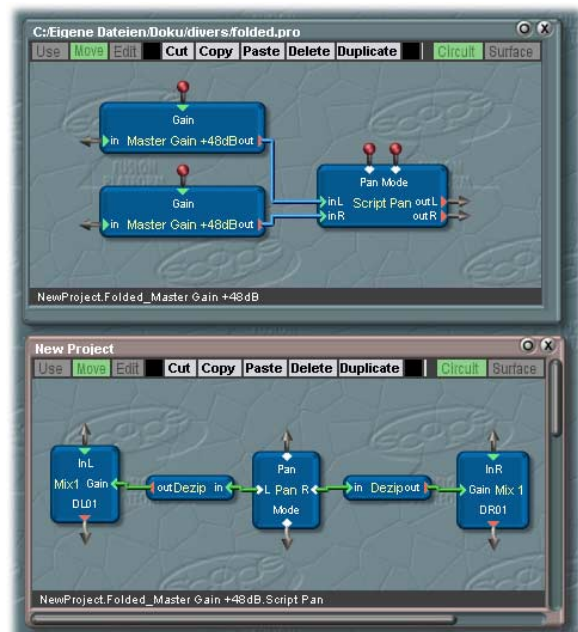 C:/Eigene Dateien/Doku/divers/folded.pro
Use Move Edit Cut Copy Paste Delete Duplicate Circuit Surface
Gain
in Master Gain +48dB out
Gain
in Master Gain +48dB out
Pan Mode
inL Script Pan outL
inR outR
NewProject.Folded_Master Gain +48dB
New Project
Use Move Edit Cut Copy Paste Delete Duplicate Circuit Surface
InL
Mix1 Gain
DL01
out Dezip in
Pan
L Pan R
Mode
in Dezip out
InR
Gain Mix 1
DR01
NewProject.Folded_Master Gain +48dB.Script Pan